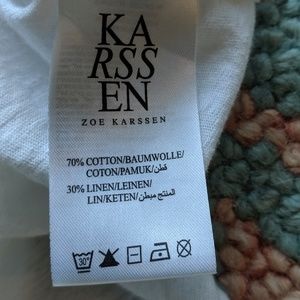 KA
RSS
EN
ZOE KARSSEN
70% COTTON/BAUMWOLLE/
COTON/PAMUK/قطن/
30% LINEN/LEINEN/
LIN/KETEN/المنتج مبطن/
30°